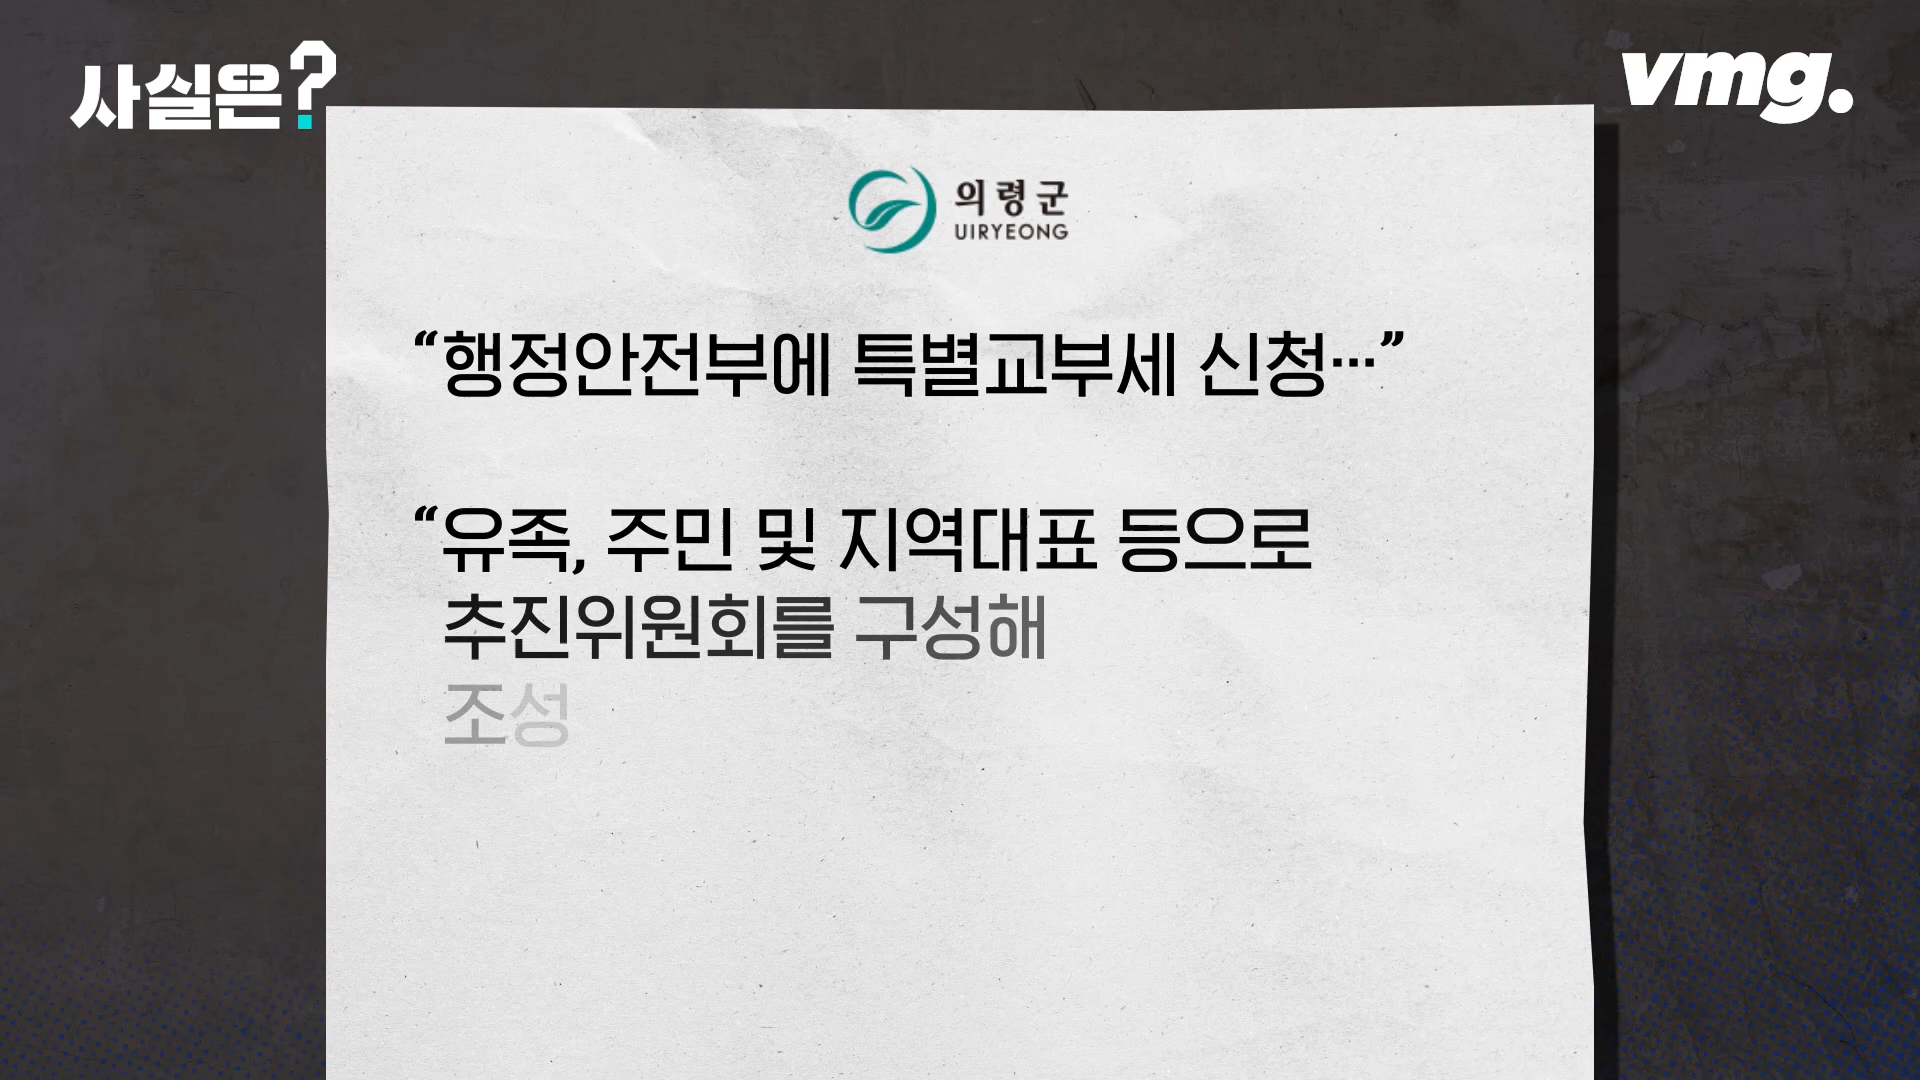 사실은?
vmg.
의령군
UIRYEONG
“행정안전부에 특별교부세 신청…”
“유족, 주민 및 지역대표 등으로
추진위원회를 구성해
조성